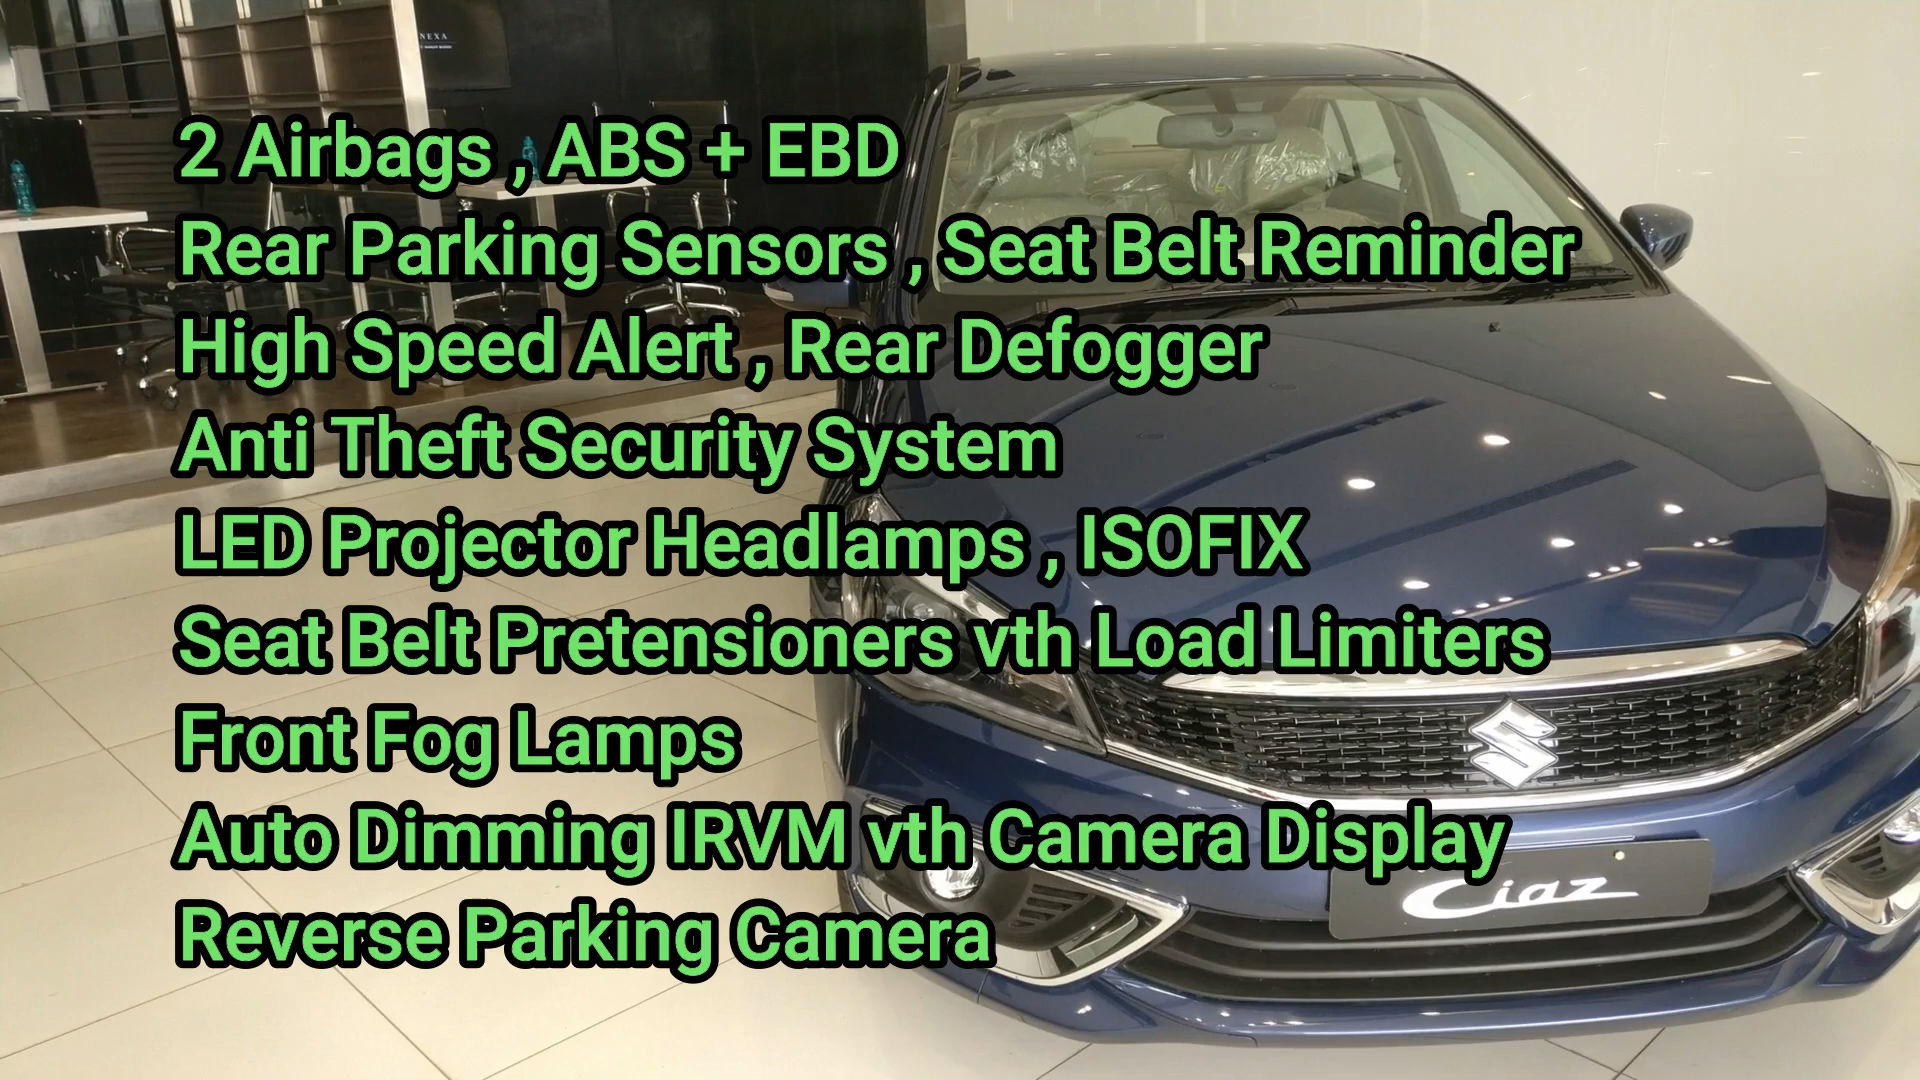 NEXA
2 Airbags , ABS + EBD
Rear Parking Sensors , Seat Belt Reminder
High Speed Alert , Rear Defogger
Anti Theft Security System
LED Projector Headlamps , ISOFIX
Seat Belt Pretensioners vth Load Limiters
Front Fog Lamps
Auto Dimming IRVM vth Camera Display
Ciaz
Reverse Parking Camera